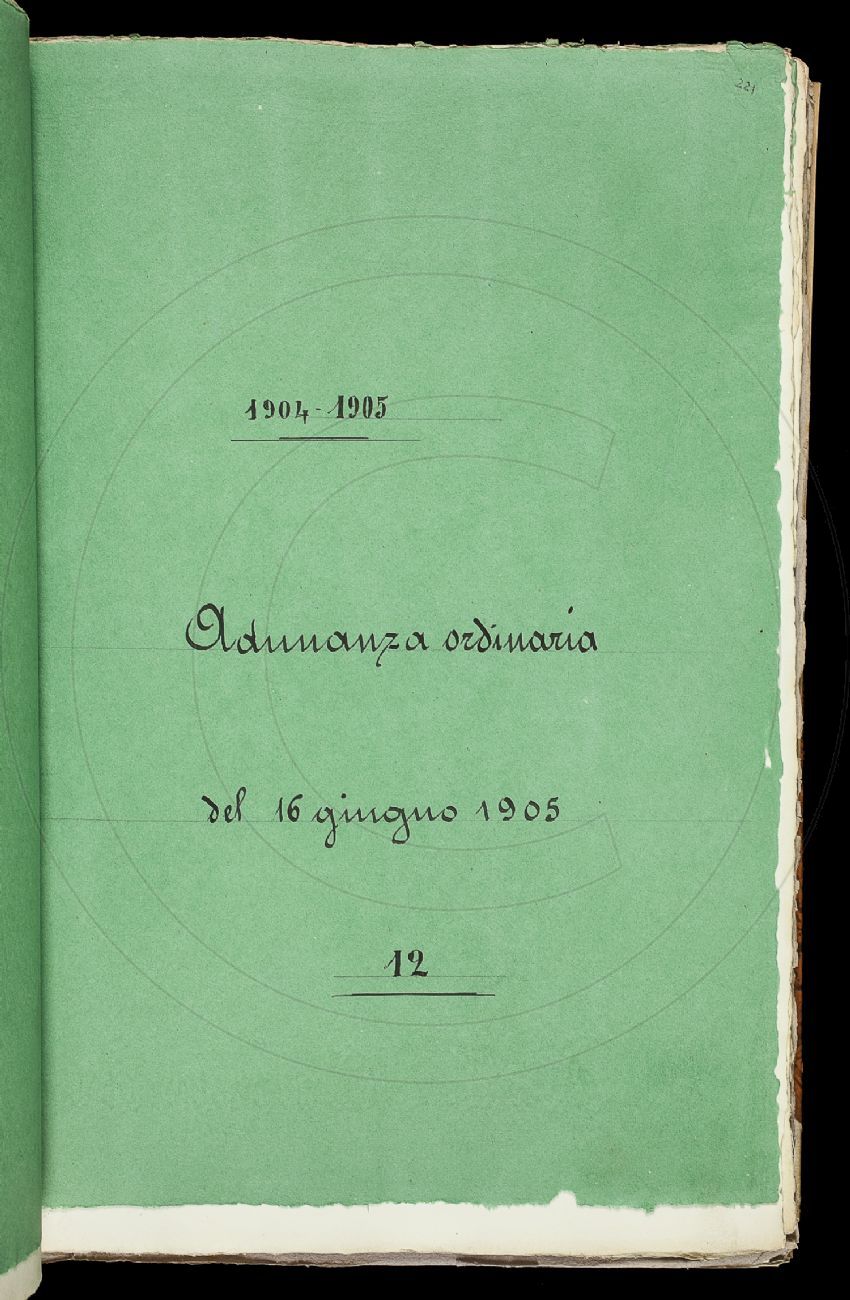 221
1904-1905
Adunanza ordinaria
del 16 giugno 1905
12